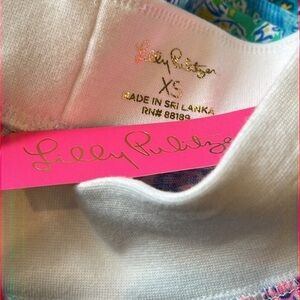 Lilly Pulitzer
XS
MADE IN SRI LANKA
RN# 88189
Lilly Pulitzer